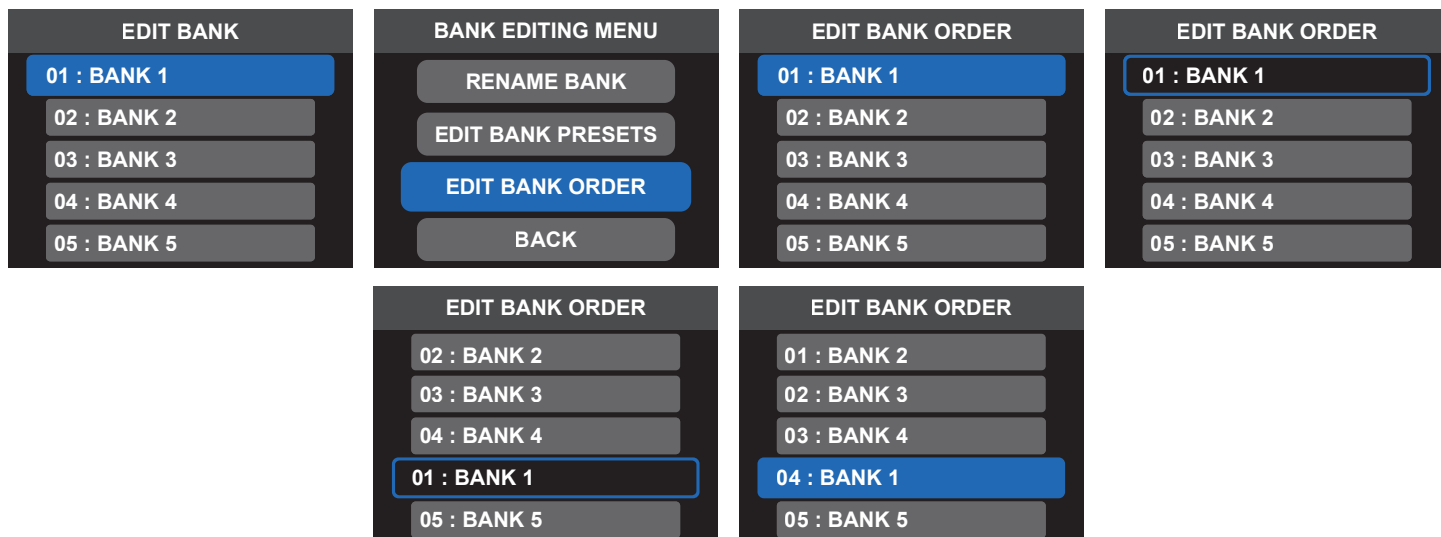 EDIT BANK
01 : BANK 1
02 : BANK 2
03 : BANK 3
04 : BANK 4
05 : BANK 5
BANK EDITING MENU
RENAME BANK
EDIT BANK PRESETS
EDIT BANK ORDER
BACK
EDIT BANK ORDER
01 : BANK 1
02 : BANK 2
03 : BANK 3
04 : BANK 4
05 : BANK 5
EDIT BANK ORDER
01 : BANK 1
02 : BANK 2
03 : BANK 3
04 : BANK 4
05 : BANK 5
EDIT BANK ORDER
02 : BANK 2
03 : BANK 3
04 : BANK 4
01 : BANK 1
05 : BANK 5
EDIT BANK ORDER
01 : BANK 2
02 : BANK 3
03 : BANK 4
04 : BANK 1
05 : BANK 5